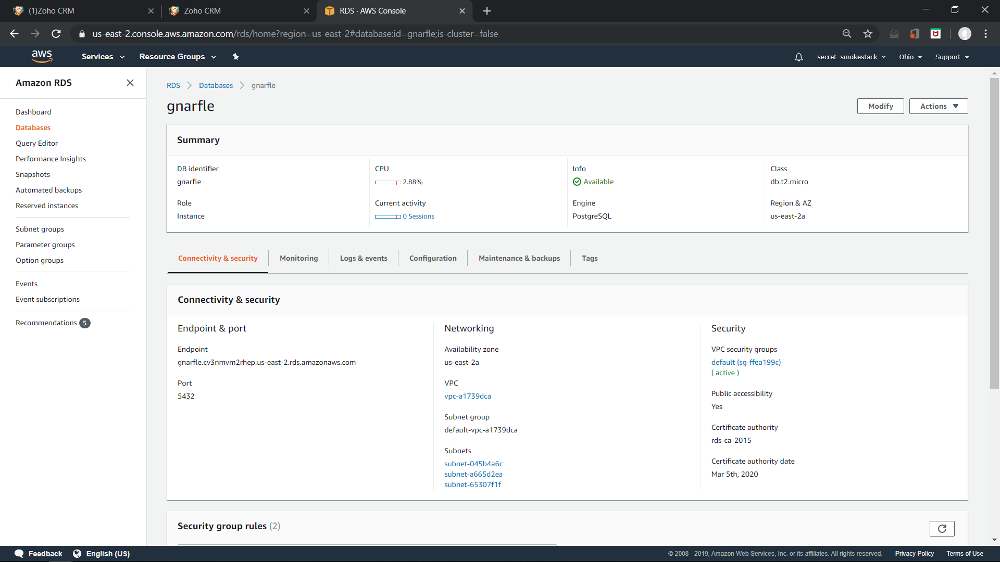 (1)Zoho CRM
Zoho CRM
RDS · AWS Console
us-east-2.console.aws.amazon.com/rds/home?region=us-east-2#database:id=gnarfle;is-cluster=false
aws
Services
Resource Groups
secret_smokestack
Ohio
Support
Amazon RDS
Dashboard
Databases
Query Editor
Performance Insights
Snapshots
Automated backups
Reserved instances
Subnet groups
Parameter groups
Option groups
Events
Event subscriptions
Recommendations 5
RDS
Databases
gnarfle
gnarfle
Modify
Actions
Summary
DB identifier
gnarfle
CPU
2.88%
Info
Available
Class
db.t2.micro
Role
Instance
Current activity
0 Sessions
Engine
PostgreSQL
Region & AZ
us-east-2a
Connectivity & security
Monitoring
Logs & events
Configuration
Maintenance & backups
Tags
Connectivity & security
Endpoint & port
Endpoint
gnarfle.cv3nmvm2rhep.us-east-2.rds.amazonaws.com
Port
5432
Networking
Availability zone
us-east-2a
VPC
vpc-a1739dca
Subnet group
default-vpc-a1739dca
Subnets
subnet-045b4a6c
subnet-a665d2ea
subnet-65307f1f
Security
VPC security groups
default (sg-ffea199c)
( active )
Public accessibility
Yes
Certificate authority
rds-ca-2015
Certificate authority date
Mar 5th, 2020
Security group rules (2)
Feedback
English (US)
© 2008 - 2019, Amazon Web Services, Inc. or its affiliates. All rights reserved.
Privacy Policy
Terms of Use